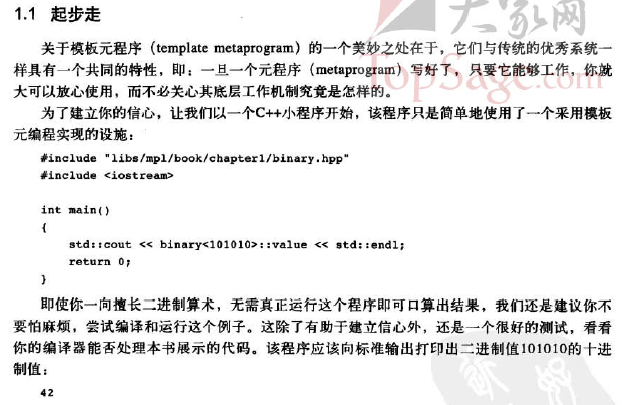 1.1 起步走
大家网
TopSage.com
关于模板元程序（template metaprogram）的一个美妙之处在于，它们与传统的优秀系统一
样具有一个共同的特性，即：一旦一个元程序（metaprogram）写好了，只要它能够工作，你就
大可以放心使用，而不必关心其底层工作机制究竟是怎样的。
为了建立你的信心，让我们以一个C++小程序开始，该程序只是简单地使用了一个采用模板
元编程实现的设施：
#include "libs/mpl/book/chapter1/binary.hpp"
#include <iostream>
int main()
{
std::cout << binary<101010>::value << std::endl;
return 0;
}
即使你一向擅长二进制算术，无需真正运行这个程序即可口算出结果，我们还是建议你不
要怕麻烦，尝试编译和运行这个例子。这除了有助于建立信心外，还是一个很好的测试，看看
你的编译器能否处理本书展示的代码。该程序应该向标准输出打印出二进制值101010的十进
制值：
42